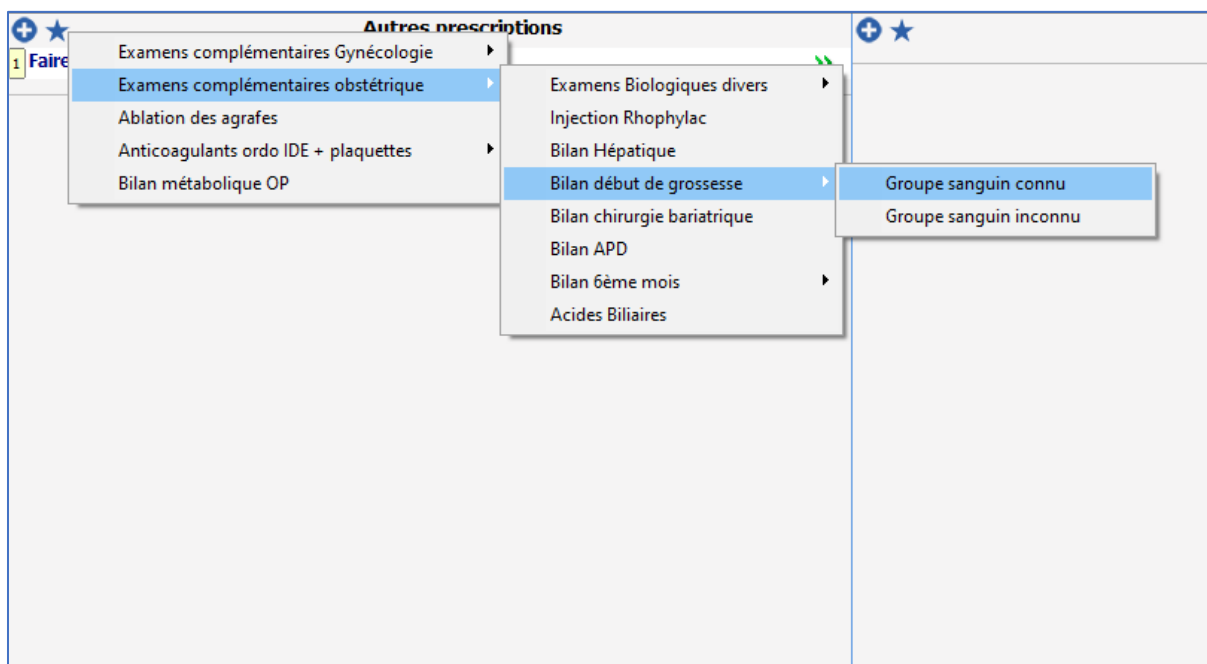 Autres prescriptions
1 Faire
Examens complémentaires Gynécologie
Examens complémentaires obstétrique
Ablation des agrafes
Anticoagulants ordo IDE + plaquettes
Bilan métabolique OP
Examens Biologiques divers
Injection Rhophylac
Bilan Hépatique
Bilan début de grossesse
Bilan chirurgie bariatrique
Bilan APD
Bilan 6ème mois
Acides Biliaires
Groupe sanguin connu
Groupe sanguin inconnu